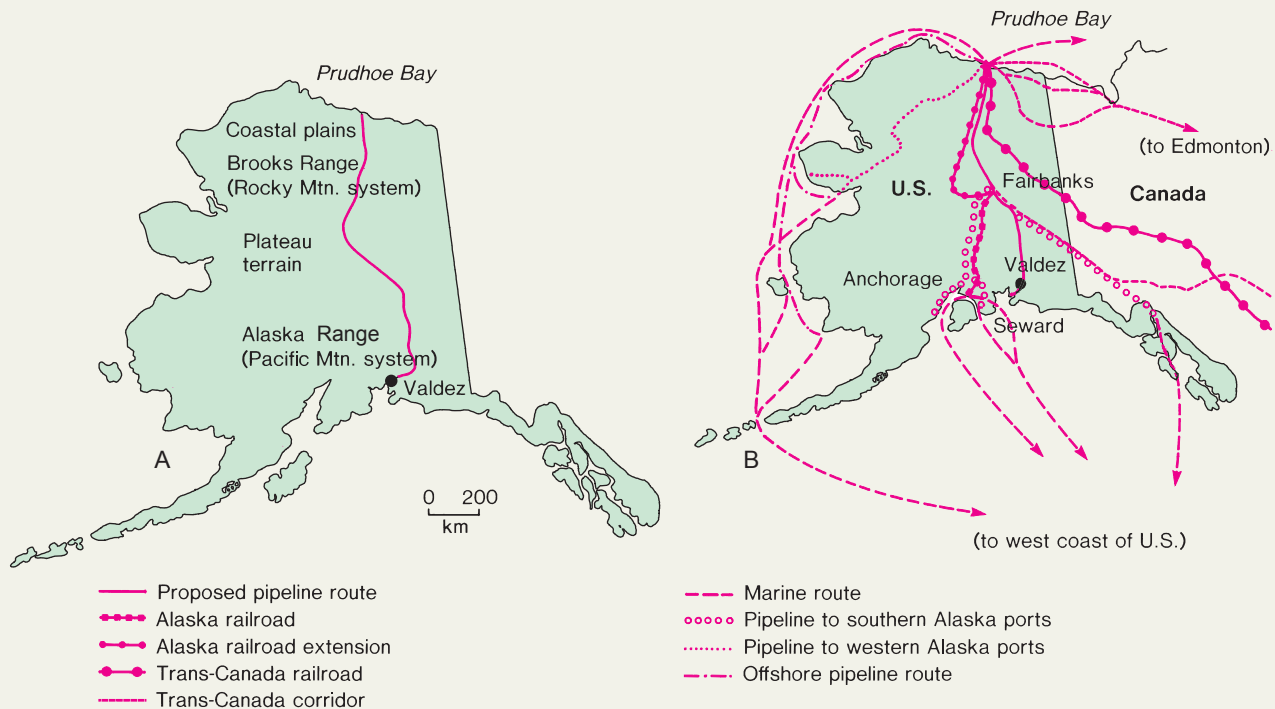 Prudhoe Bay
Coastal plains
Brooks Range
(Rocky Mtn. system)
Plateau
terrain
Alaska Range
(Pacific Mtn. system)
Valdez
A
0 200
km
Prudhoe Bay
(to Edmonton)
U.S.
Fairbanks
Canada
Anchorage
Valdez
Seward
B
(to west coast of U.S.)
Proposed pipeline route
Alaska railroad
Alaska railroad extension
Trans-Canada railroad
Trans-Canada corridor
Marine route
Pipeline to southern Alaska ports
Pipeline to western Alaska ports
Offshore pipeline route